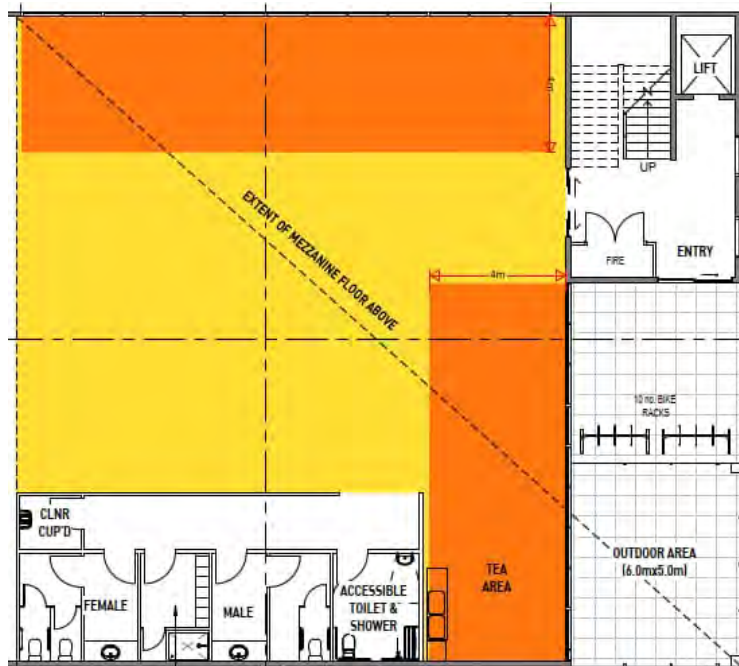 LIFT
4m
UP
EXTENT OF MEZZANINE FLOOR ABOVE
FIRE
ENTRY
4m
10 no. BIKE
RACKS
CLNR
CUP'D
OUTDOOR AREA
(6.0mx5.0m)
TEA
AREA
FEMALE
MALE
ACCESSIBLE
TOILET &
SHOWER